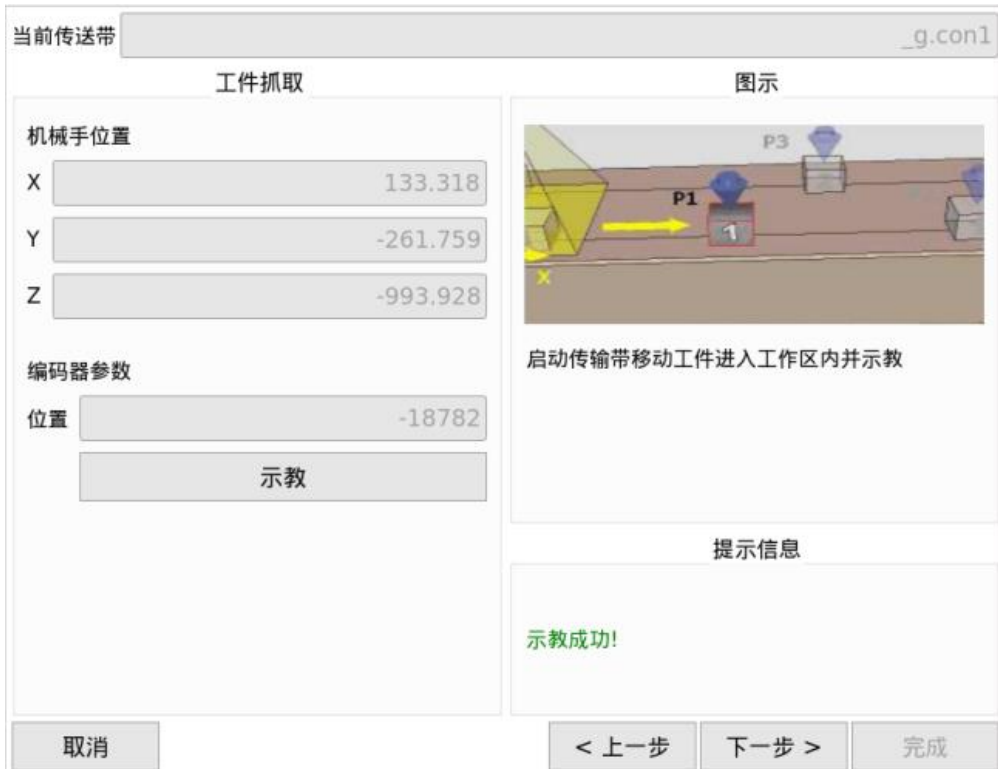 当前传送带 _g.con1
工件抓取
机械手位置
X 133.318
Y -261.759
Z -993.928
编码器参数
位置 -18782
示教
图示
P3
P1
1
X
启动传输带移动工件进入工作区内并示教
提示信息
示教成功!
取消
< 上一步
下一步 >
完成